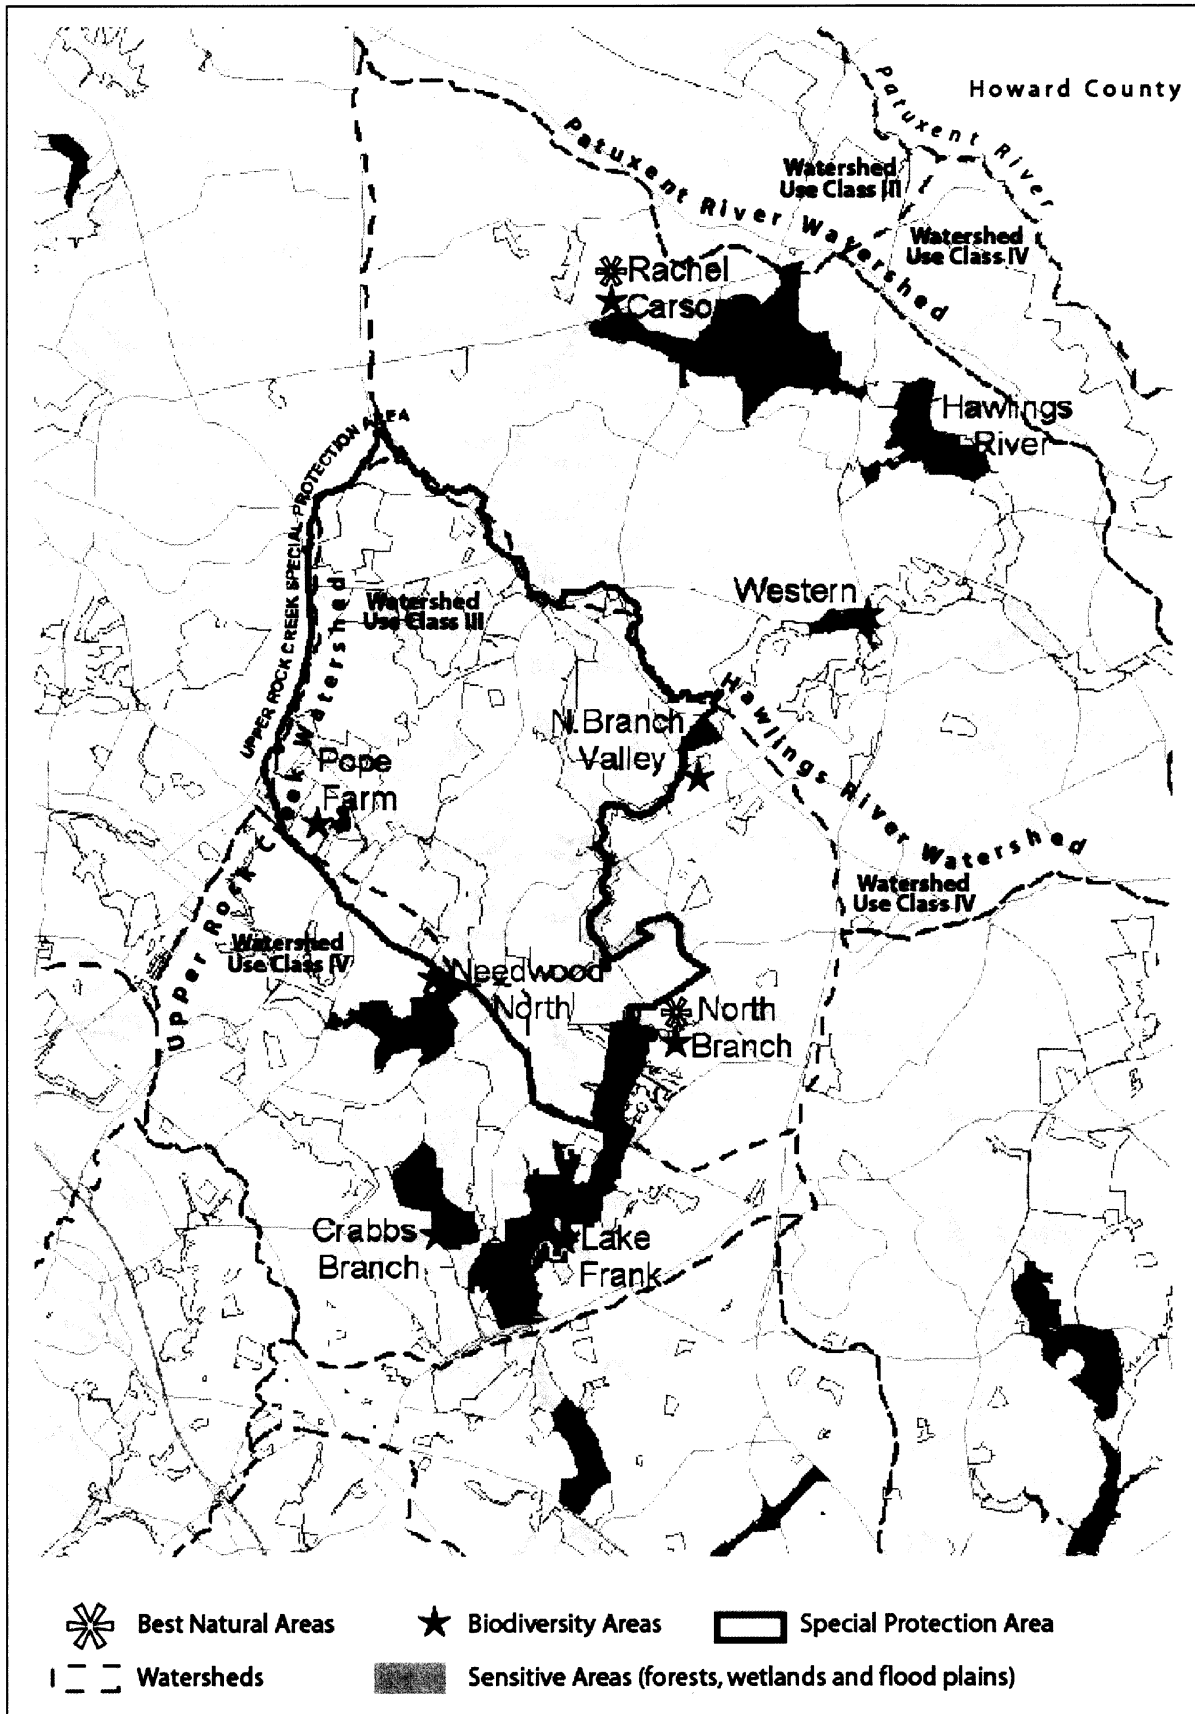 Howard County
Patuxent River
Patuxent River Watershed
Watershed
Use Class III
Watershed
Use Class IV
Rachel
Carson
Hawlings
River
UPPER ROCK CREEK SPECIAL PROTECTION AREA
Watershed
Use Class III
Western
Upper Rock Creek Watershed
N.Branch
Valley
Hawlings River Watershed
Pope
Farm
Watershed
Use Class IV
Watershed
Use Class IV
Needwood
North
North
Branch
Crabbs
Branch
Lake
Frank
Best Natural Areas
Biodiversity Areas
Special Protection Area
Watersheds
Sensitive Areas (forests, wetlands and flood plains)